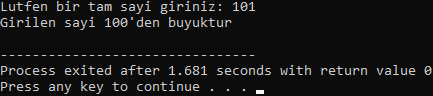 Lutfen bir tam sayi giriniz: 101
Girilen sayi 100'den buyuktur
--------------------------------
Process exited after 1.681 seconds with return value 0
Press any key to continue . . .